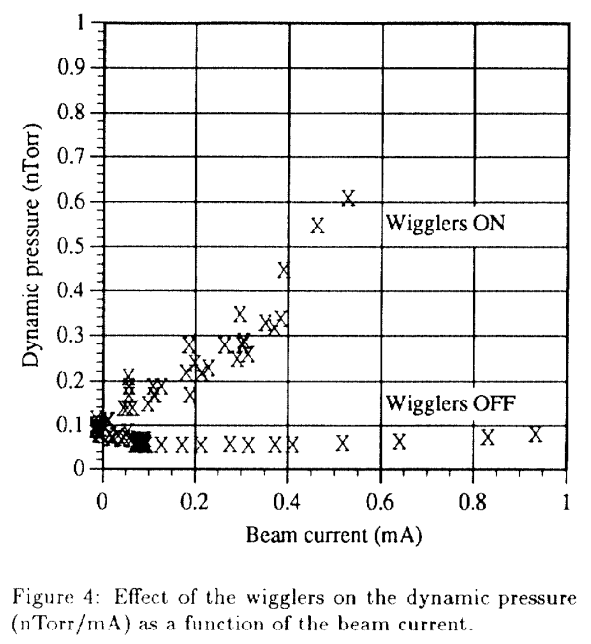 1
0.9
0.8
0.7
0.6
0.5
0.4
0.3
0.2
0.1
0
Dynamic pressure (nTorr)
Wigglers ON
Wigglers OFF
0 0.2 0.4 0.6 0.8 1
Beam current (mA)
Figure 4: Effect of the wigglers on the dynamic pressure
(nTorr/mA) as a function of the beam current.